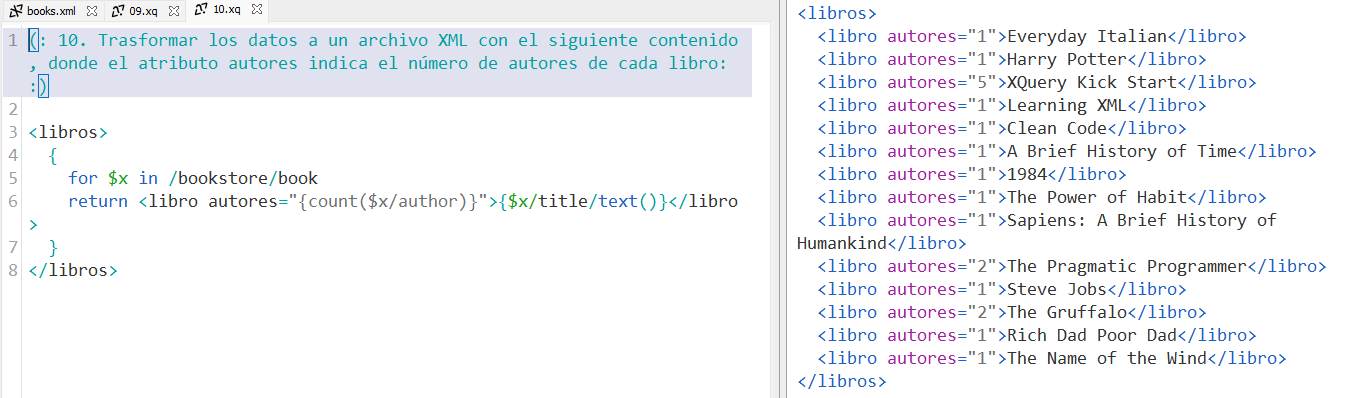 books.xml 09.xq 10.xq
1 (: 10. Trasformar los datos a un archivo XML con el siguiente contenido
, donde el atributo autores indica el número de autores de cada libro:
:)
2
3 <libros>
4 {
5 for $x in /bookstore/book
6 return <libro autores="{count($x/author)}">{$x/title/text()}</libro
>
7 }
8 </libros>
<libros>
<libro autores="1">Everyday Italian</libro>
<libro autores="1">Harry Potter</libro>
<libro autores="5">XQuery Kick Start</libro>
<libro autores="1">Learning XML</libro>
<libro autores="1">Clean Code</libro>
<libro autores="1">A Brief History of Time</libro>
<libro autores="1">1984</libro>
<libro autores="1">The Power of Habit</libro>
<libro autores="1">Sapiens: A Brief History of
Humankind</libro>
<libro autores="2">The Pragmatic Programmer</libro>
<libro autores="1">Steve Jobs</libro>
<libro autores="2">The Gruffalo</libro>
<libro autores="1">Rich Dad Poor Dad</libro>
<libro autores="1">The Name of the Wind</libro>
</libros>